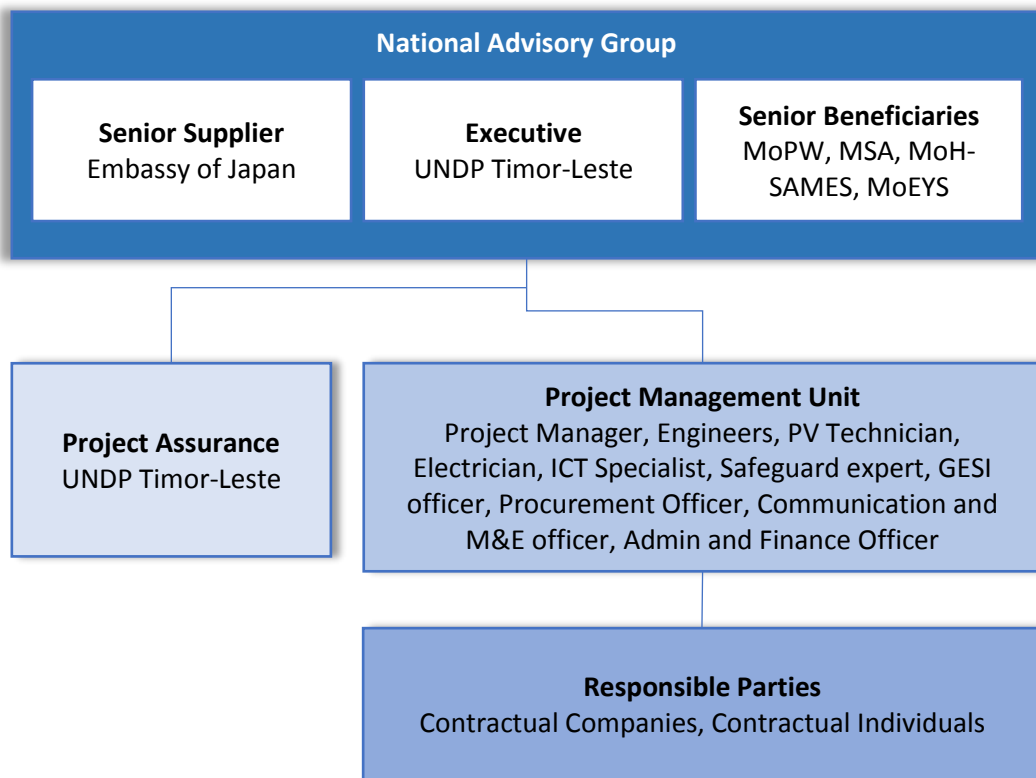 National Advisory Group
Senior Supplier
Embassy of Japan
Executive
UNDP Timor-Leste
Senior Beneficiaries
MoPW, MSA, MoH-
SAMES, MoEYS
Project Assurance
UNDP Timor-Leste
Project Management Unit
Project Manager, Engineers, PV Technician,
Electrician, ICT Specialist, Safeguard expert, GESI
officer, Procurement Officer, Communication and
M&E officer, Admin and Finance Officer
Responsible Parties
Contractual Companies, Contractual Individuals